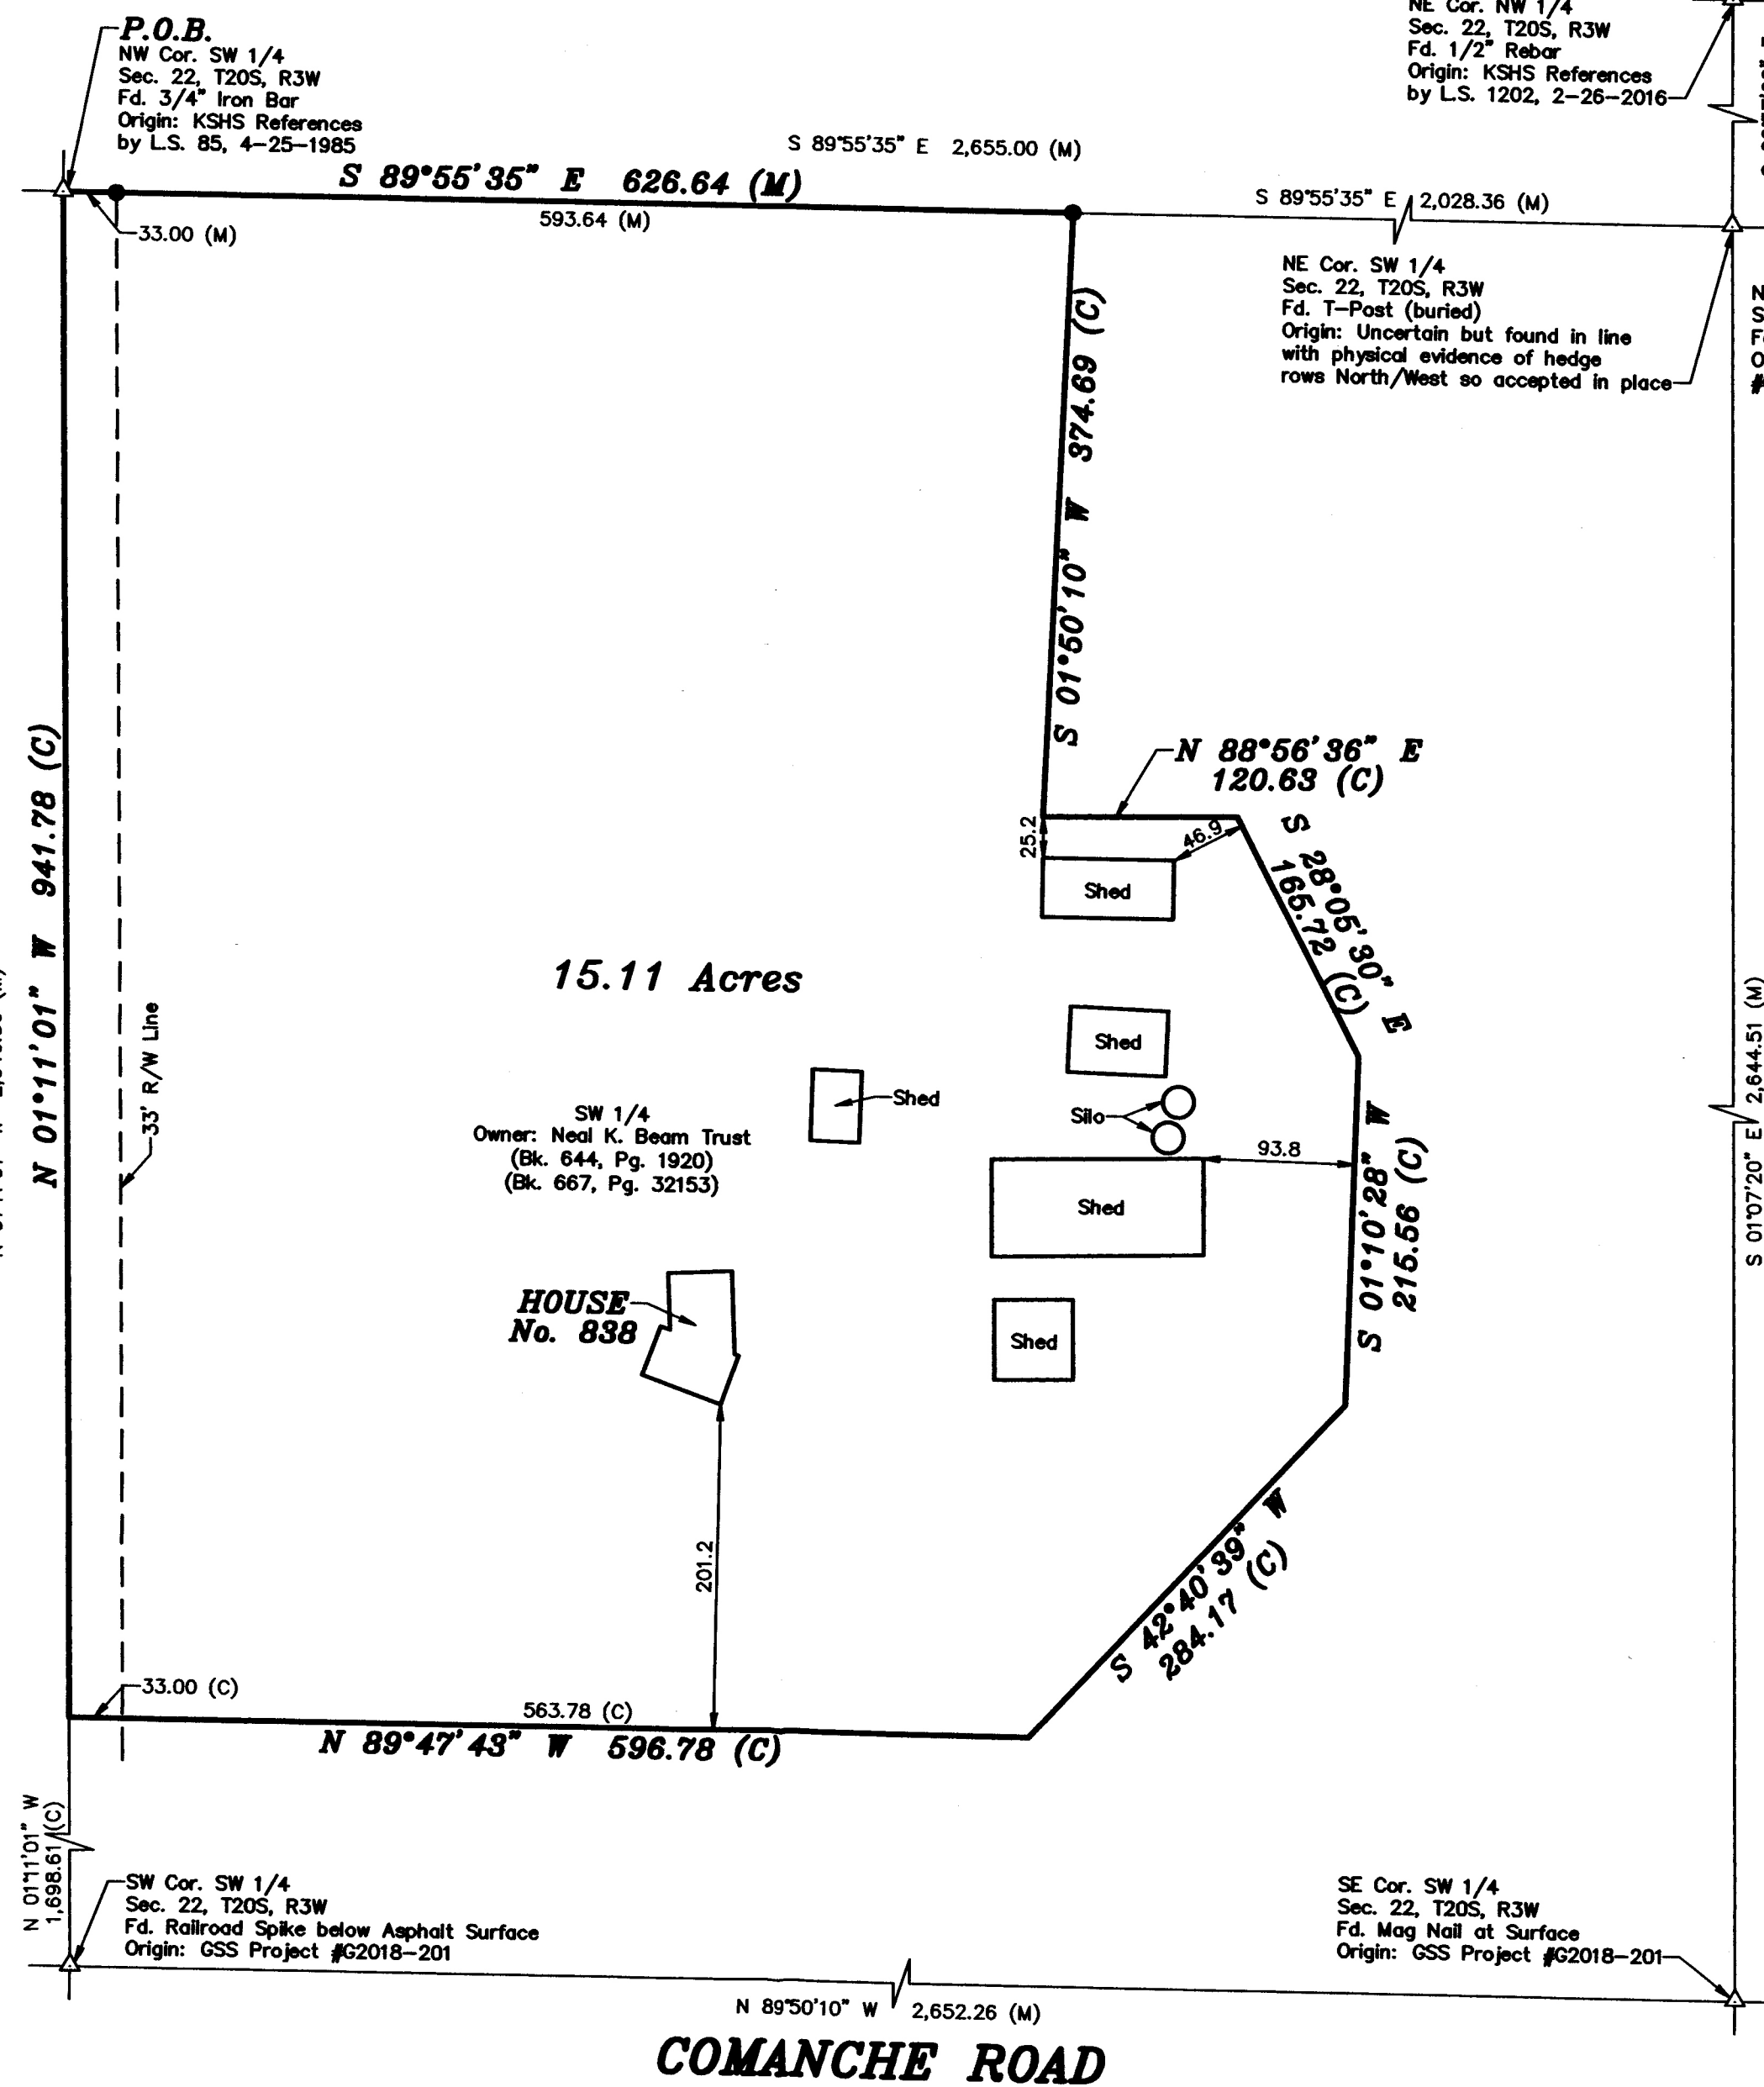 P.O.B.
NW Cor. SW 1/4
Sec. 22, T20S, R3W
Fd. 3/4" Iron Bar
Origin: KSHS References
by L.S. 85, 4-25-1985
NE Cor. NW 1/4
Sec. 22, T20S, R3W
Fd. 1/2" Rebar
Origin: KSHS References
by L.S. 1202, 2-26-2016
S 89°55'35" E 2,655.00 (M)
S 89°55'35" E 626.64 (M)
593.64 (M)
33.00 (M)
S 89°55'35" E 2,028.36 (M)
NE Cor. SW 1/4
Sec. 22, T20S, R3W
Fd. T-Post (buried)
Origin: Uncertain but found in line
with physical evidence of hedge
rows North/West so accepted in place
S 01°50'10" W 374.69 (C)
N 88°56'36" E
120.63 (C)
25.2
46.9
Shed
S 28°05'30" E
165.72 (C)
N 01°11'01" W 941.78 (C)
33' R/W Line
15.11 Acres
Shed
Shed
Silo
SW 1/4
Owner: Neal K. Beam Trust
(Bk. 644, Pg. 1920)
(Bk. 667, Pg. 32153)
93.8
Shed
S 01°10'28" W
215.56 (C)
S 01°07'20" E 2,644.51 (M)
HOUSE
No. 838
Shed
201.2
S 42°40'39" W
284.17 (C)
33.00 (C)
563.78 (C)
N 89°47'43" W 596.78 (C)
N 01°11'01" W
1,698.61 (C)
SW Cor. SW 1/4
Sec. 22, T20S, R3W
Fd. Railroad Spike below Asphalt Surface
Origin: GSS Project #G2018-201
SE Cor. SW 1/4
Sec. 22, T20S, R3W
Fd. Mag Nail at Surface
Origin: GSS Project #G2018-201
N 89°50'10" W 2,652.26 (M)
COMANCHE ROAD